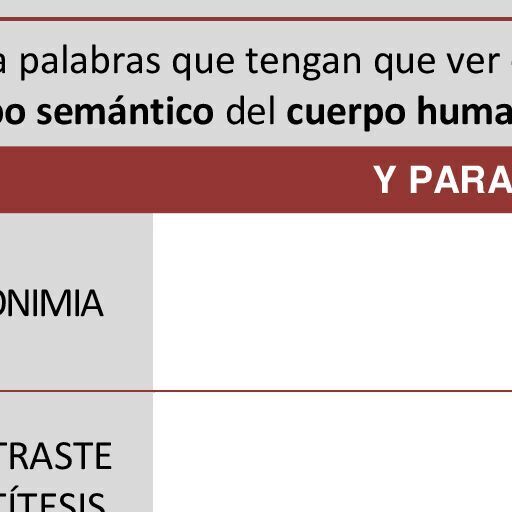 a palabras que tengan que ver
po semántico del cuerpo huma
Y PARA
ONIMIA
TRASTE
TÍTESIS